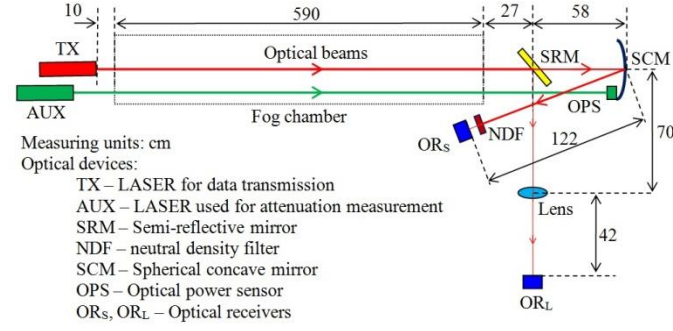 10
590
27
58
TX
Optical beams
SRM
SCM
AUX
Fog chamber
OPS
Measuring units: cm
ORS
NDF
122
70
Optical devices:
TX – LASER for data transmission
AUX – LASER used for attenuation measurement
Lens
SRM – Semi-reflective mirror
NDF – neutral density filter
42
SCM – Spherical concave mirror
OPS – Optical power sensor
ORS, ORL – Optical receivers
ORL